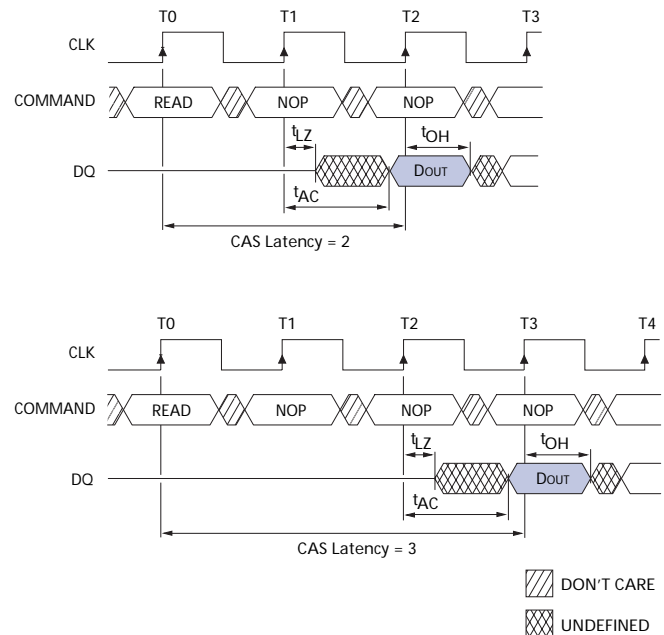 T0 T1 T2 T3
CLK
COMMAND READ NOP NOP
tLZ tOH
DQ DOUT
tAC
CAS Latency = 2
T0 T1 T2 T3 T4
CLK
COMMAND READ NOP NOP NOP
tLZ tOH
DQ DOUT
tAC
CAS Latency = 3
DON'T CARE
UNDEFINED